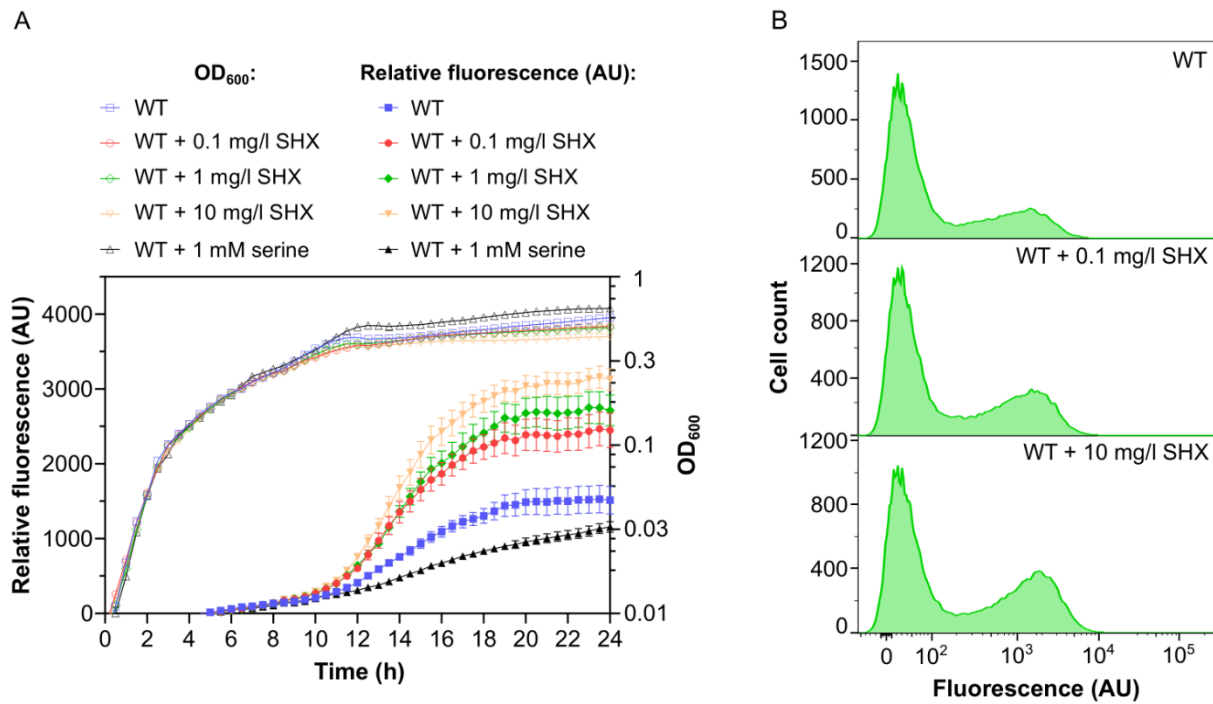 A
OD600: Relative fluorescence (AU):
WT WT
WT + 0.1 mg/l SHX WT + 0.1 mg/l SHX
WT + 1 mg/l SHX WT + 1 mg/l SHX
WT + 10 mg/l SHX WT + 10 mg/l SHX
WT + 1 mM serine WT + 1 mM serine
Relative fluorescence (AU)
4000
3000
2000
1000
0
1
0.3
0.1
0.03
0.01
OD600
0 2 4 6 8 10 12 14 16 18 20 22 24
Time (h)
B
Cell count
WT
1500
1000
500
0
WT + 0.1 mg/l SHX
1200
800
400
WT + 10 mg/l SHX
1200
800
400
0
0 10² 10³ 10⁴ 10⁵
Fluorescence (AU)